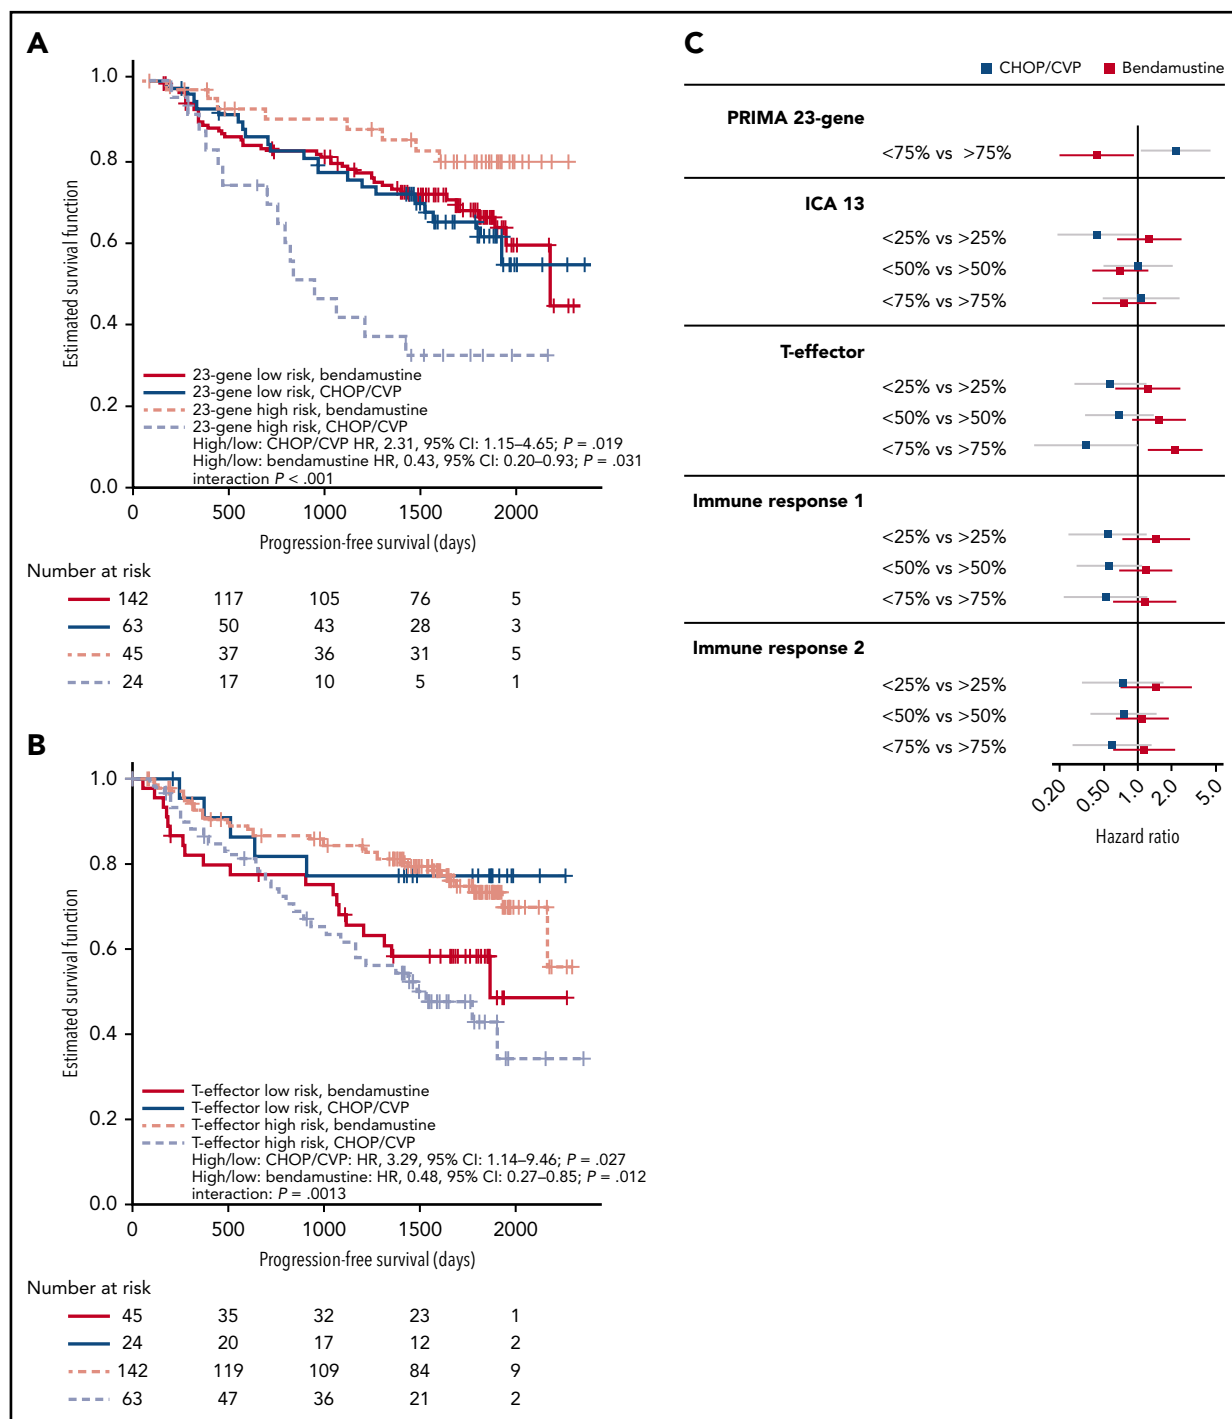 A
1.0
0.8
0.6
0.4
0.2
0.0
Estimated survival function
23-gene low risk, bendamustine
23-gene low risk, CHOP/CVP
23-gene high risk, bendamustine
23-gene high risk, CHOP/CVP
High/low: CHOP/CVP HR, 2.31, 95% CI: 1.15–4.65; P = .019
High/low: bendamustine HR, 0.43, 95% CI: 0.20–0.93; P = .031
interaction P < .001
0 500 1000 1500 2000
Progression-free survival (days)
Number at risk
142 117 105 76 5
63 50 43 28 3
45 37 36 31 5
24 17 10 5 1
B
1.0
0.8
0.6
0.4
0.2
0.0
Estimated survival function
T-effector low risk, bendamustine
T-effector low risk, CHOP/CVP
T-effector high risk, bendamustine
T-effector high risk, CHOP/CVP
High/low: CHOP/CVP: HR, 3.29, 95% CI: 1.14–9.46; P = .027
High/low: bendamustine: HR, 0.48, 95% CI: 0.27–0.85; P = .012
interaction: P = .0013
0 500 1000 1500 2000
Progression-free survival (days)
Number at risk
45 35 32 23 1
24 20 17 12 2
142 119 109 84 9
63 47 36 21 2
C
CHOP/CVP Bendamustine
PRIMA 23-gene
<75% vs >75%
ICA 13
<25% vs >25%
<50% vs >50%
<75% vs >75%
T-effector
<25% vs >25%
<50% vs >50%
<75% vs >75%
Immune response 1
<25% vs >25%
<50% vs >50%
<75% vs >75%
Immune response 2
<25% vs >25%
<50% vs >50%
<75% vs >75%
0.20 0.50 1.0 2.0 5.0
Hazard ratio